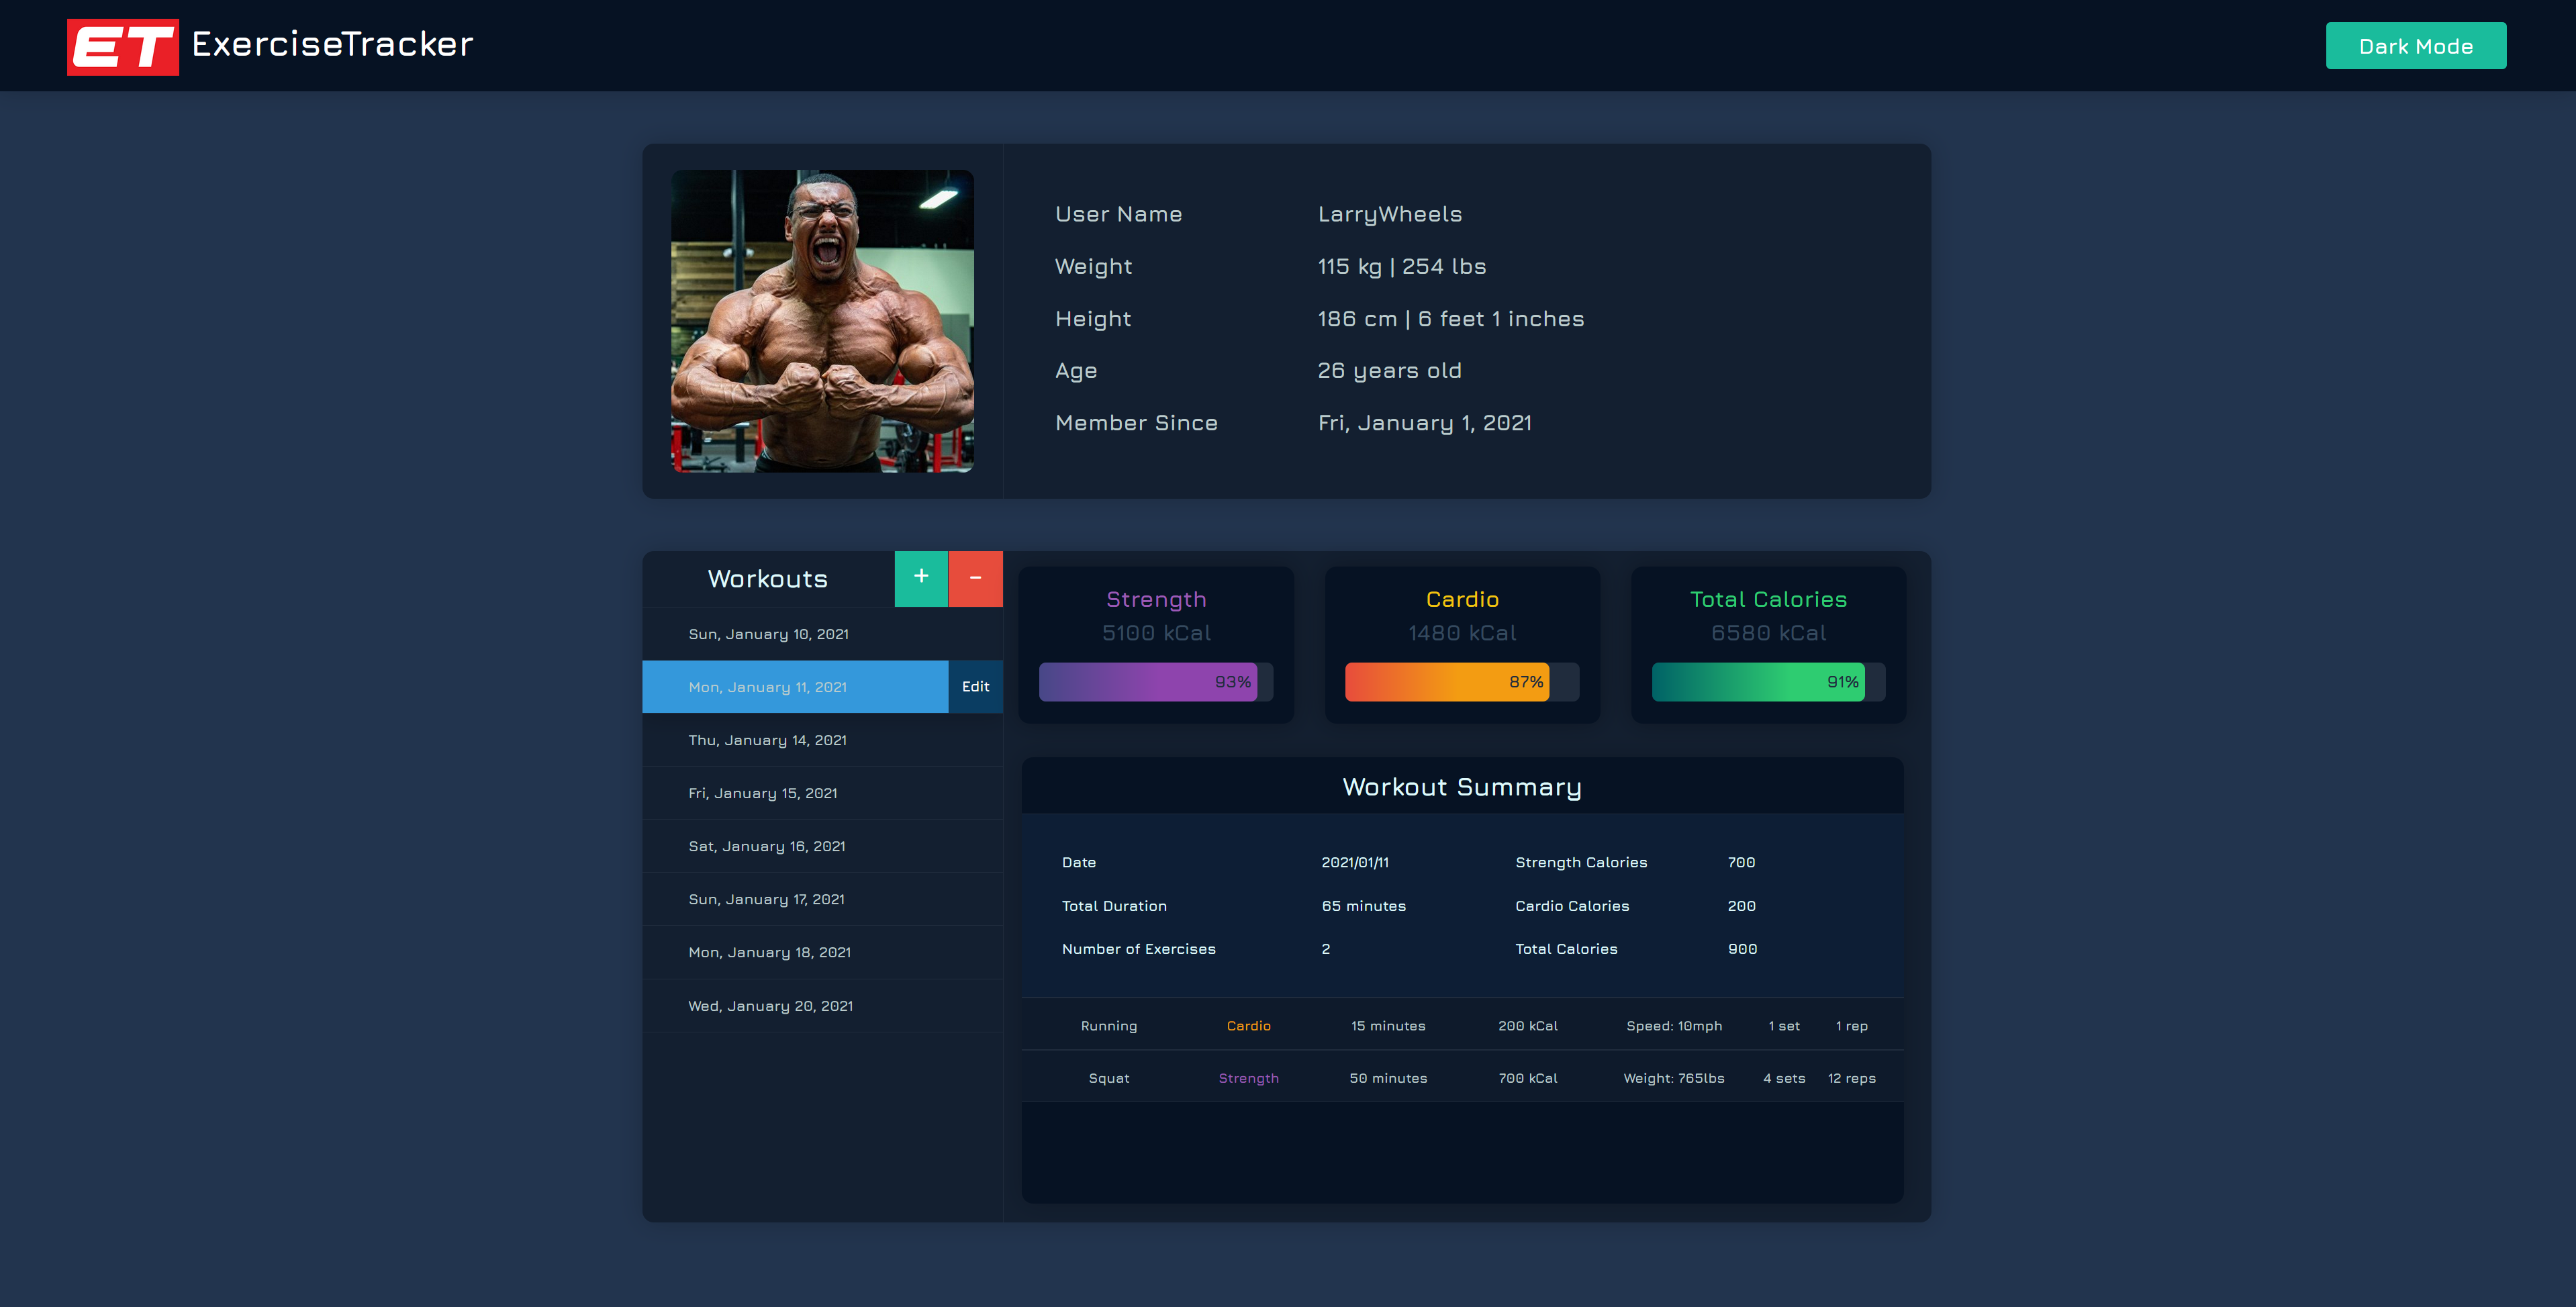 ET ExerciseTracker
Dark Mode
User Name LarryWheels
Weight 115 kg | 254 lbs
Height 186 cm | 6 feet 1 inches
Age 26 years old
Member Since Fri, January 1, 2021
Workouts + -
Sun, January 10, 2021
Mon, January 11, 2021 Edit
Thu, January 14, 2021
Fri, January 15, 2021
Sat, January 16, 2021
Sun, January 17, 2021
Mon, January 18, 2021
Wed, January 20, 2021
Strength
5100 kCal
93%
Cardio
1480 kCal
87%
Total Calories
6580 kCal
91%
Workout Summary
Date 2021/01/11 Strength Calories 700
Total Duration 65 minutes Cardio Calories 200
Number of Exercises 2 Total Calories 900
Running Cardio 15 minutes 200 kCal Speed: 10mph 1 set 1 rep
Squat Strength 50 minutes 700 kCal Weight: 765lbs 4 sets 12 reps